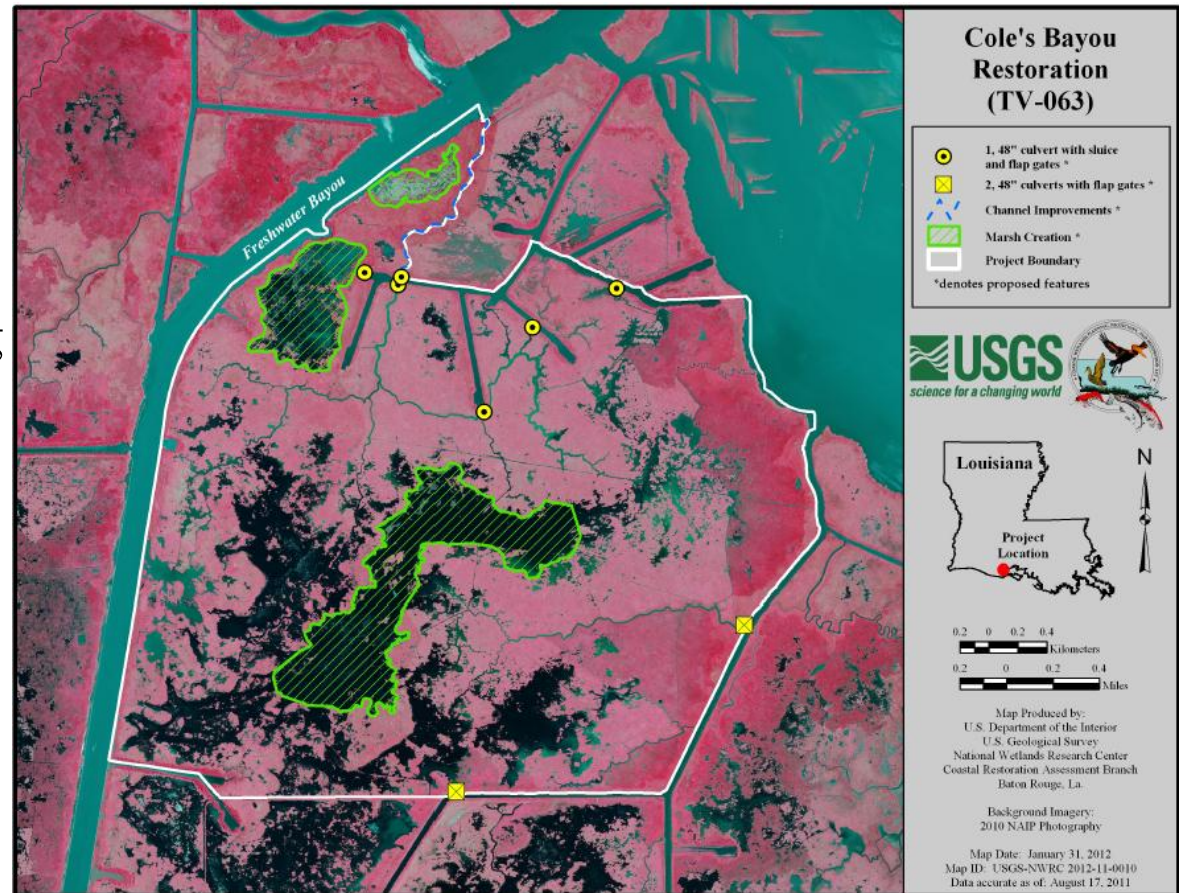 Cole's Bayou
Restoration
(TV-063)
1, 48" culvert with sluice
and flap gates *
2, 48" culverts with flap gates *
Channel Improvements *
Marsh Creation *
Project Boundary
*denotes proposed features
Freshwater Bayou
USGS
science for a changing world
Louisiana
N
Project
Location
0.2 0 0.2 0.4
Kilometers
0.2 0 0.2 0.4
Miles
Map Produced by:
U.S. Department of the Interior
U.S. Geological Survey
National Wetlands Research Center
Coastal Restoration Assessment Branch
Baton Rouge, La.
Background Imagery:
2010 NAIP Photography
Map Date: January 31, 2012
Map ID: USGS-NWRC 2012-11-0010
Data accurate as of: August 17, 2011